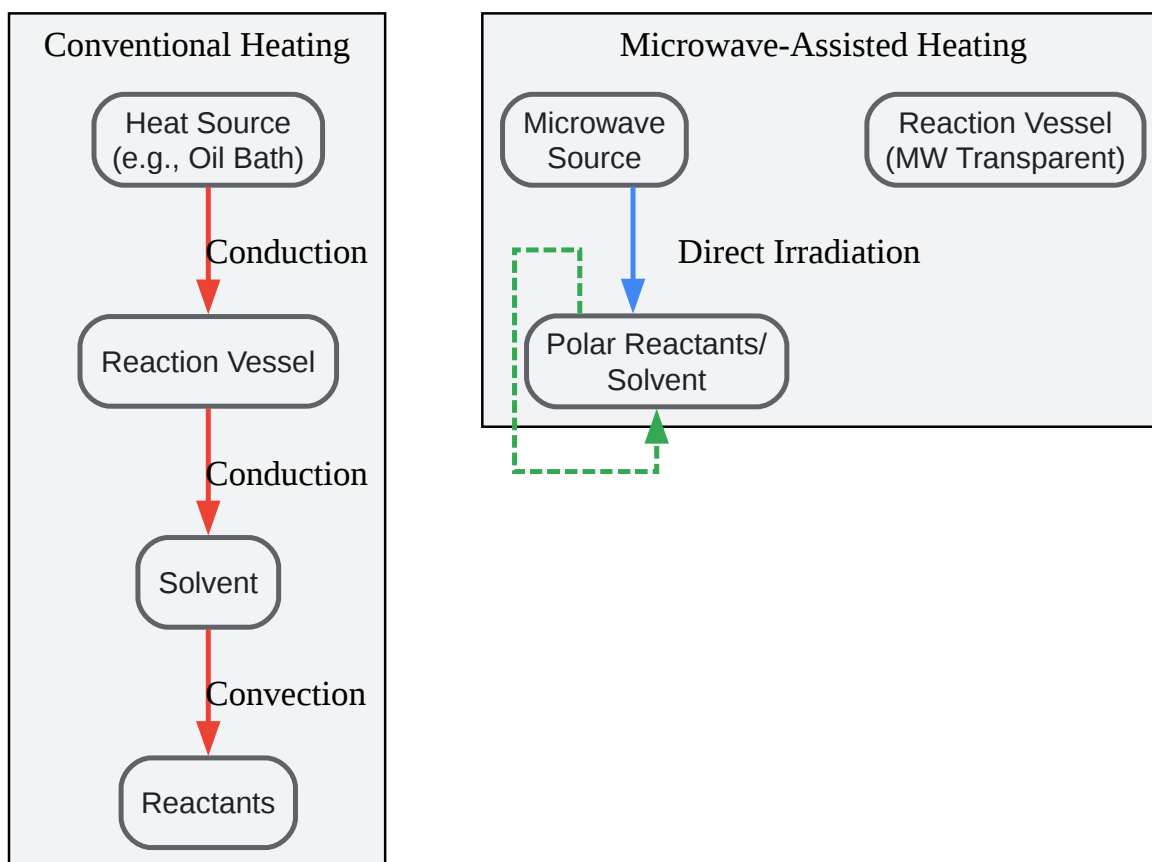 Conventional Heating
Heat Source
(e.g., Oil Bath)
Conduction
Reaction Vessel
Conduction
Solvent
Convection
Reactants
Microwave-Assisted Heating
Microwave
Source
Reaction Vessel
(MW Transparent)
Direct Irradiation
Polar Reactants/
Solvent